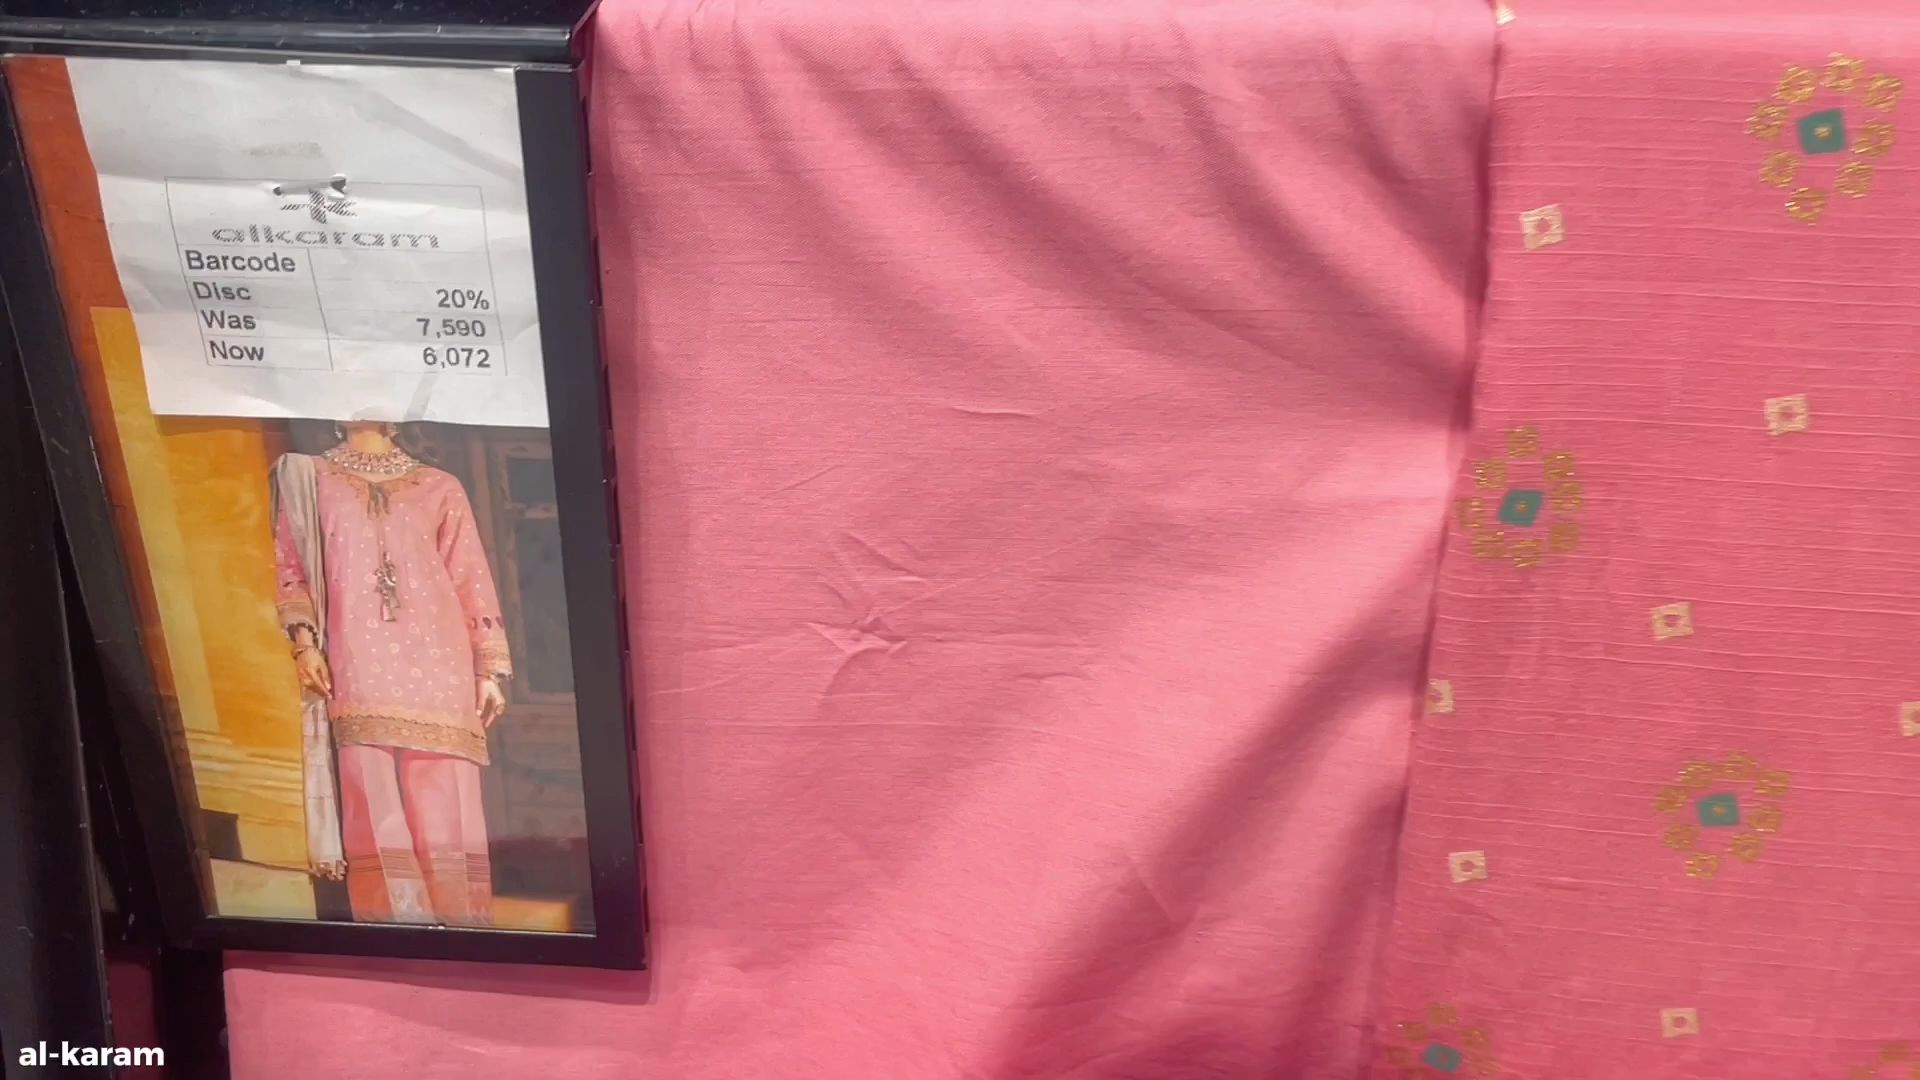 alkaram
Barcode
Disc 20%
Was 7,590
Now 6,072
al-karam